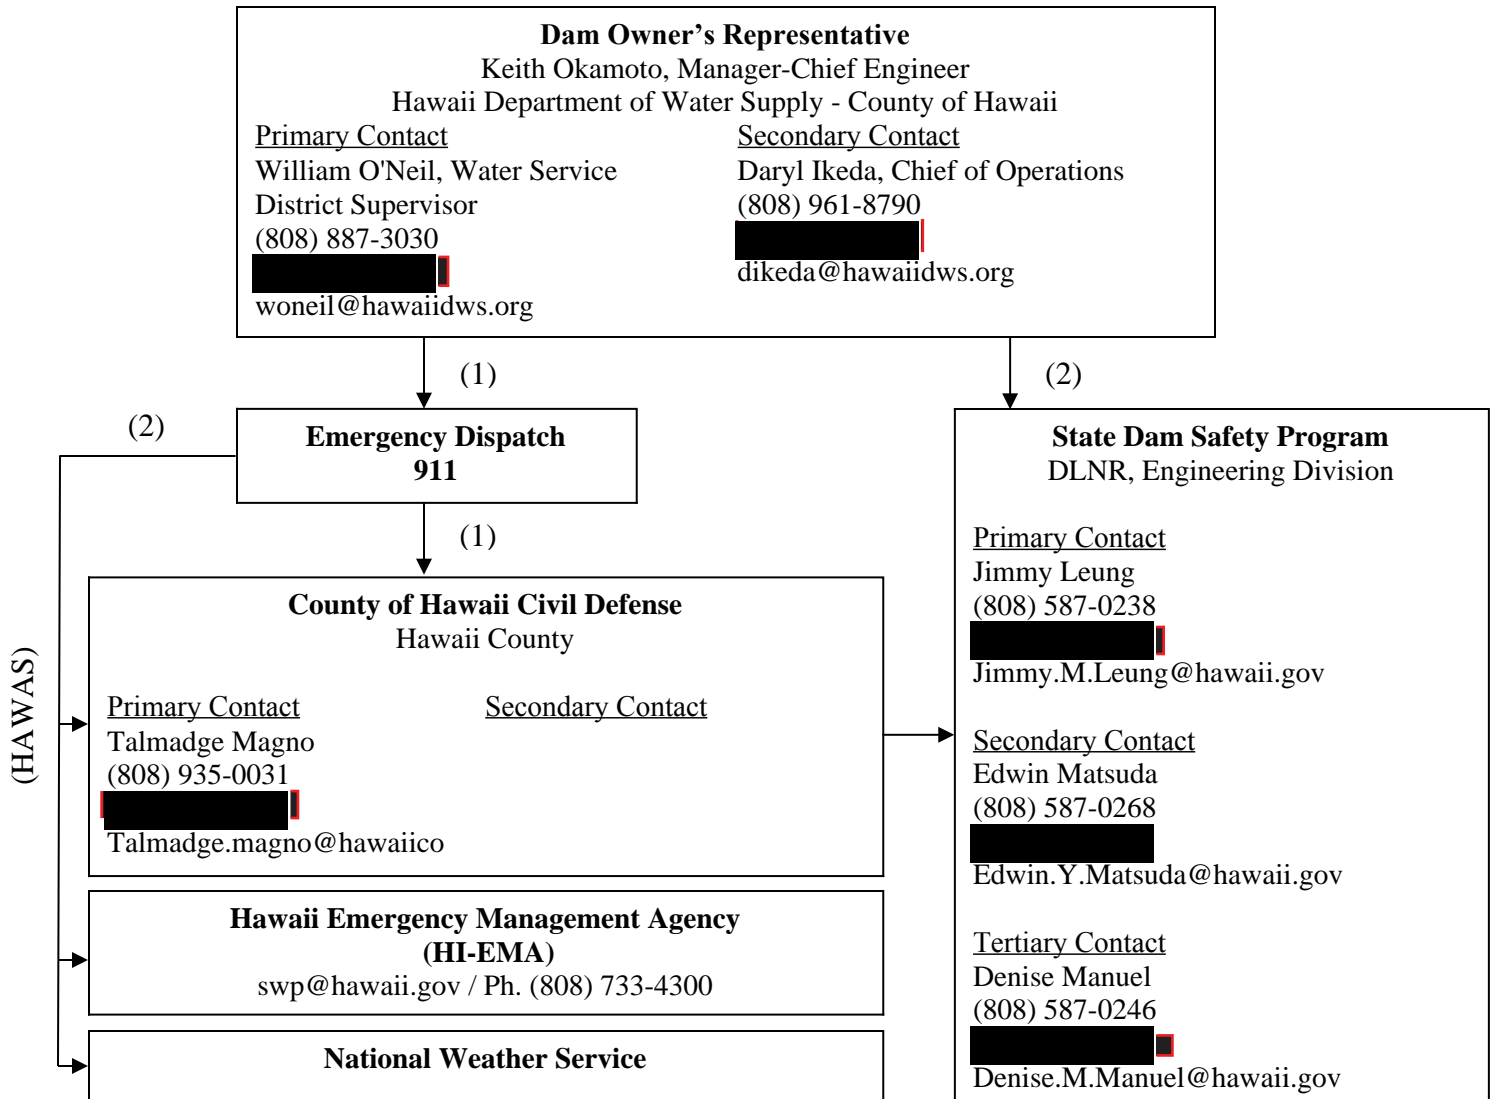 Dam Owner's Representative
Keith Okamoto, Manager-Chief Engineer
Hawaii Department of Water Supply - County of Hawaii
Primary Contact
William O'Neil, Water Service
District Supervisor
(808) 887-3030
woneil@hawaiidws.org
Secondary Contact
Daryl Ikeda, Chief of Operations
(808) 961-8790
dikeda@hawaiidws.org
(1)
(2)
(2)
Emergency Dispatch
911
(1)
(HAWAS)
County of Hawaii Civil Defense
Hawaii County
Primary Contact
Talmadge Magno
(808) 935-0031
Talmadge.magno@hawaiico
Secondary Contact
Hawaii Emergency Management Agency
(HI-EMA)
swp@hawaii.gov / Ph. (808) 733-4300
National Weather Service
State Dam Safety Program
DLNR, Engineering Division
Primary Contact
Jimmy Leung
(808) 587-0238
Jimmy.M.Leung@hawaii.gov
Secondary Contact
Edwin Matsuda
(808) 587-0268
Edwin.Y.Matsuda@hawaii.gov
Tertiary Contact
Denise Manuel
(808) 587-0246
Denise.M.Manuel@hawaii.gov